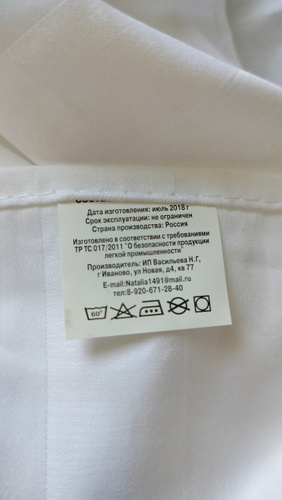 Дата изготовления: июль 2018 г
Срок эксплуатации: не ограничен
Страна производства: Россия
Изготовлено в соответствии с требованиями
ТР ТС 017/2011 "О безопасности продукции
легкой промышленности"
Производитель: ИП Васильева Н.Г,
г Иваново, ул Новая, д4, кв 77
E-mail:Natalia1491@mail.ru
тел:8-920-671-28-40
60°